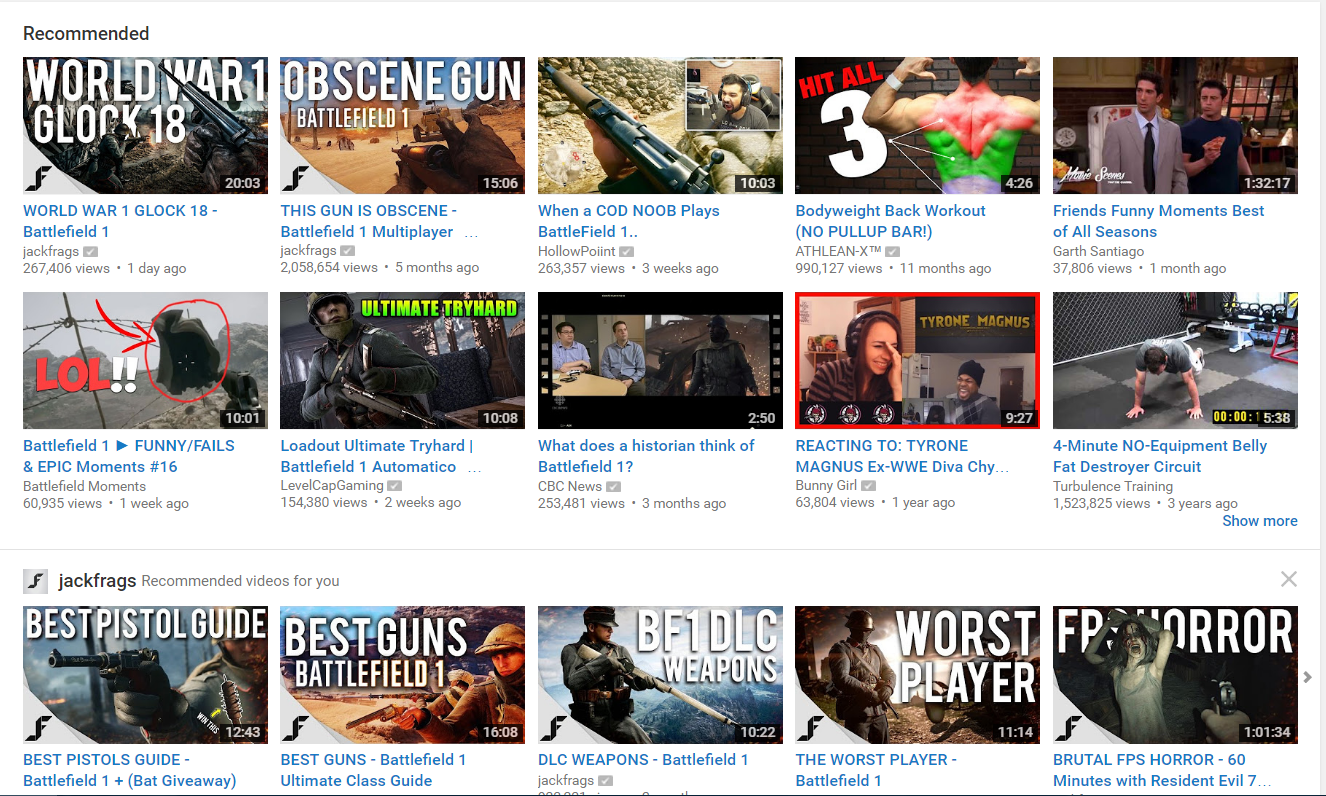 Recommended
WORLD WAR 1
GLOCK 18
20:03
OBSCENE GUN
BATTLEFIELD 1
15:06
10:03
HIT ALL
3
4:26
Movie Scenes
1:32:17
WORLD WAR 1 GLOCK 18 -
Battlefield 1
jackfrags
267,406 views • 1 day ago
THIS GUN IS OBSCENE -
Battlefield 1 Multiplayer ...
jackfrags
2,058,654 views • 5 months ago
When a COD NOOB Plays
BattleField 1..
HollowPoiint
263,357 views • 3 weeks ago
Bodyweight Back Workout
(NO PULLUP BAR!)
ATHLEAN-X™
990,127 views • 11 months ago
Friends Funny Moments Best
of All Seasons
Garth Santiago
37,806 views • 1 month ago
LOL!!
10:01
ULTIMATE TRYHARD
10:08
2:50
TYRONE MAGNUS
9:27
00:00:1
5:38
Battlefield 1 ► FUNNY/FAILS
& EPIC Moments #16
Battlefield Moments
60,935 views • 1 week ago
Loadout Ultimate Tryhard |
Battlefield 1 Automatico ...
LevelCapGaming
154,380 views • 2 weeks ago
What does a historian think of
Battlefield 1?
CBC News
253,481 views • 3 months ago
REACTING TO: TYRONE
MAGNUS Ex-WWE Diva Chy...
Bunny Girl
63,804 views • 1 year ago
4-Minute NO-Equipment Belly
Fat Destroyer Circuit
Turbulence Training
1,523,825 views • 3 years ago
Show more
jackfrags Recommended videos for you
BEST PISTOL GUIDE
WIN THIS
12:43
BEST GUNS
BATTLEFIELD 1
16:08
BF1 DLC
WEAPONS
10:22
WORST
PLAYER
11:14
FPS HORROR
1:01:34
BEST PISTOLS GUIDE -
Battlefield 1 + (Bat Giveaway)
BEST GUNS - Battlefield 1
Ultimate Class Guide
DLC WEAPONS - Battlefield 1
jackfrags
THE WORST PLAYER -
Battlefield 1
BRUTAL FPS HORROR - 60
Minutes with Resident Evil 7...